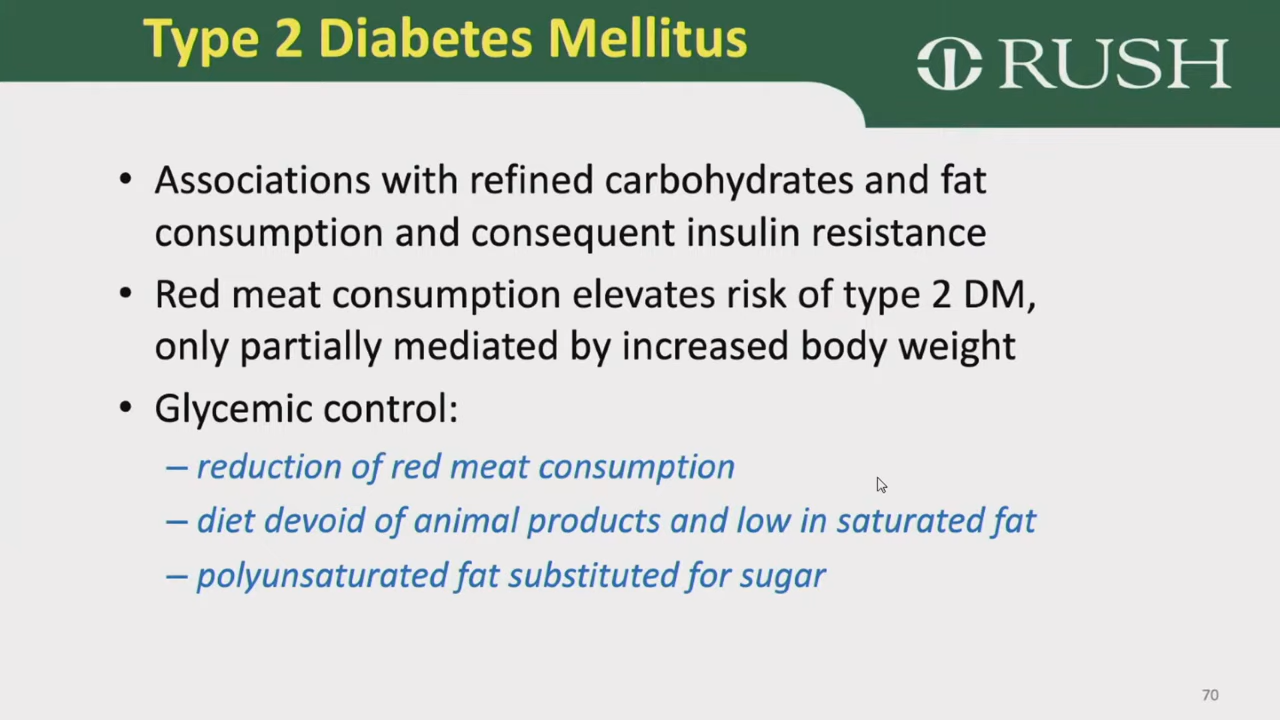 Type 2 Diabetes Mellitus
RUSH
• Associations with refined carbohydrates and fat
consumption and consequent insulin resistance
• Red meat consumption elevates risk of type 2 DM,
only partially mediated by increased body weight
• Glycemic control:
– reduction of red meat consumption
– diet devoid of animal products and low in saturated fat
– polyunsaturated fat substituted for sugar
70